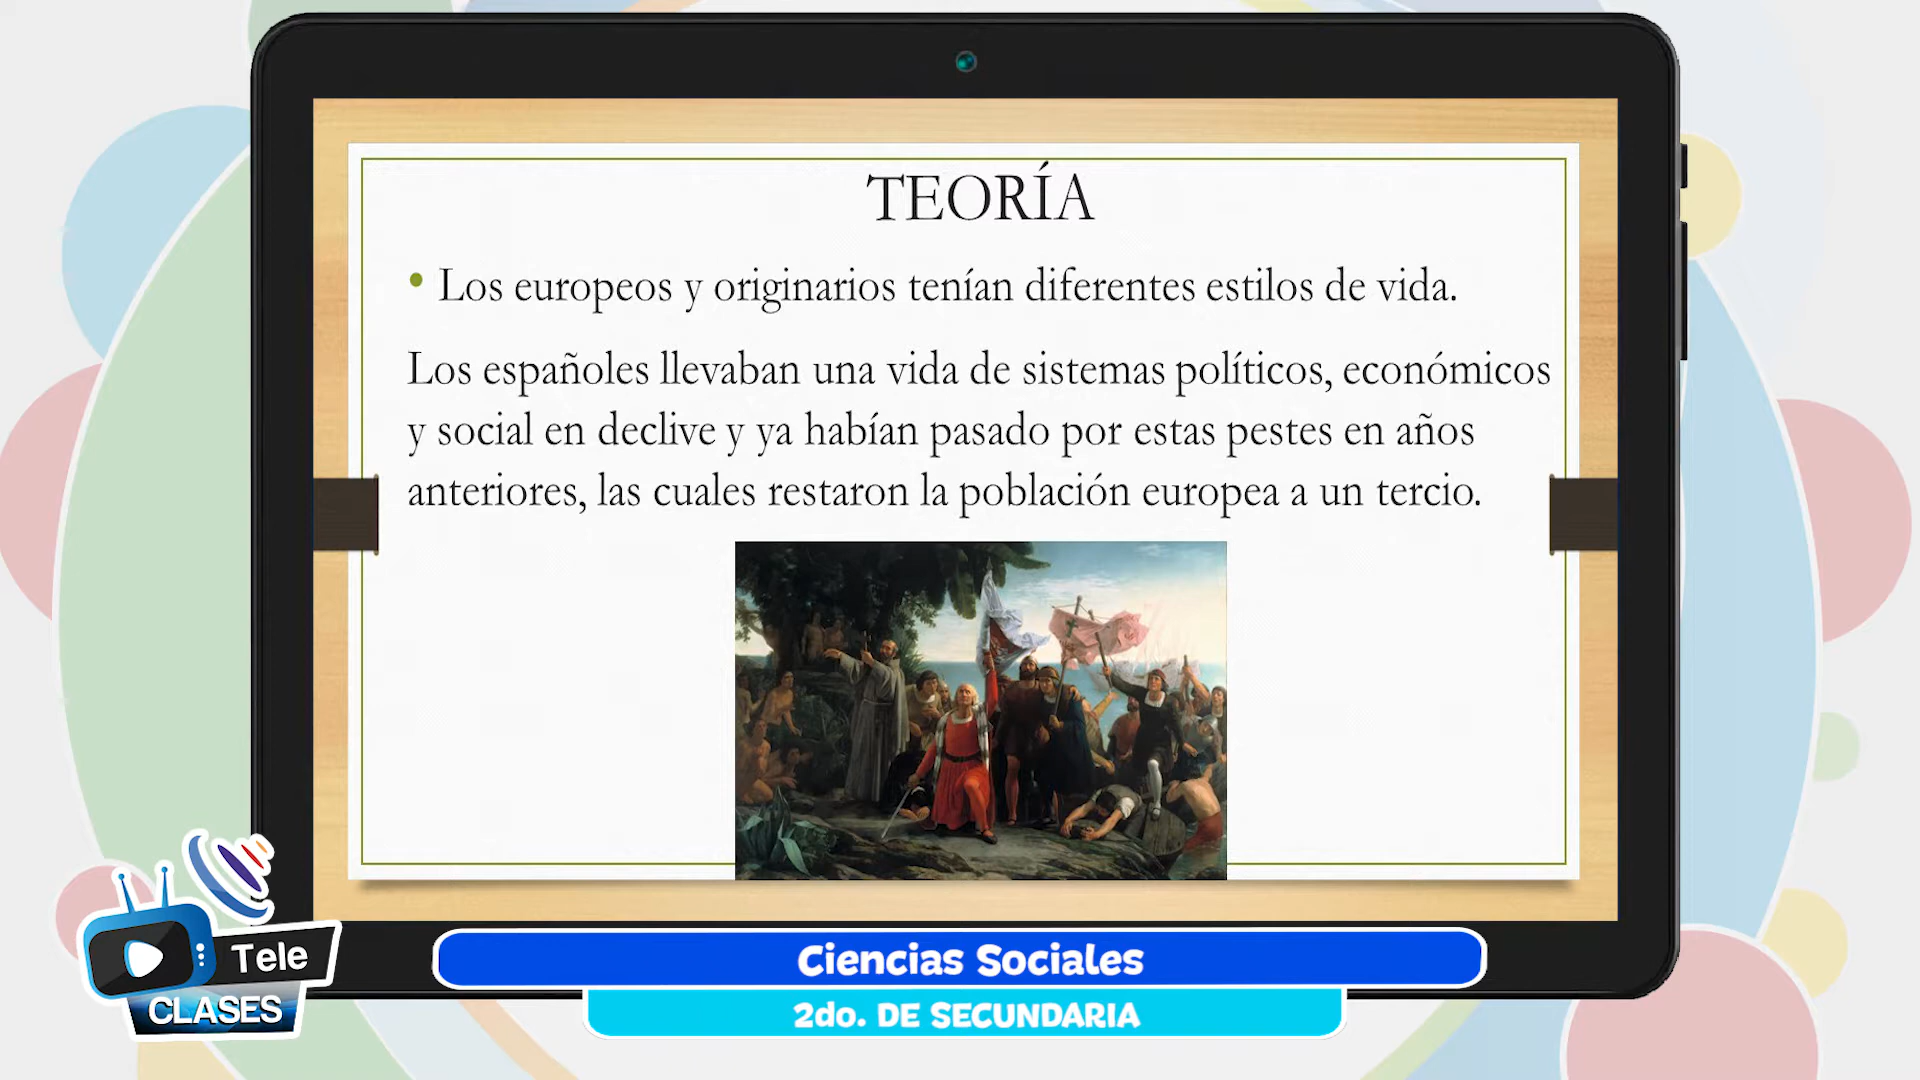 TEORÍA
• Los europeos y originarios tenían diferentes estilos de vida.
Los españoles llevaban una vida de sistemas políticos, económicos
y social en declive y ya habían pasado por estas pestes en años
anteriores, las cuales restaron la población europea a un tercio.
Tele
CLASES
Ciencias Sociales
2do. DE SECUNDARIA